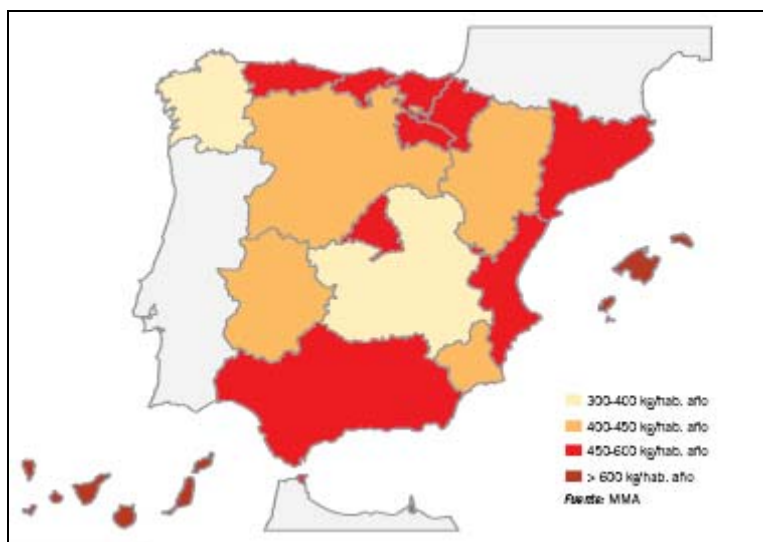 300-400 kg/hab. año
400-450 kg/hab. año
450-600 kg/hab. año
> 600 kg/hab. año
Fuente: MMA